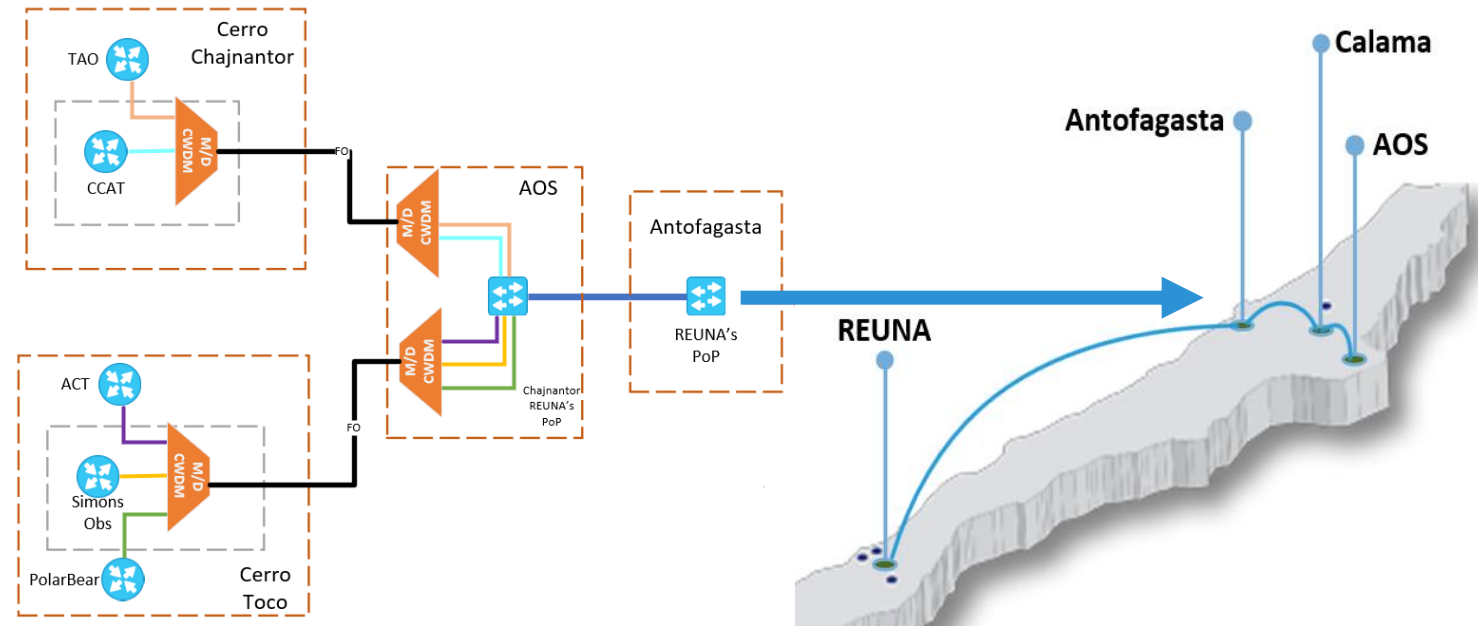 Cerro
Chajnantor
TAO
M/D
CWDM
CCAT
FO
AOS
M/D
CWDM
M/D
CWDM
Chajnantor
REUNA's
PoP
Antofagasta
REUNA's
PoP
ACT
FO
M/D
CWDM
Simons
Obs
PolarBear
Cerro
Toco
Calama
Antofagasta
AOS
REUNA